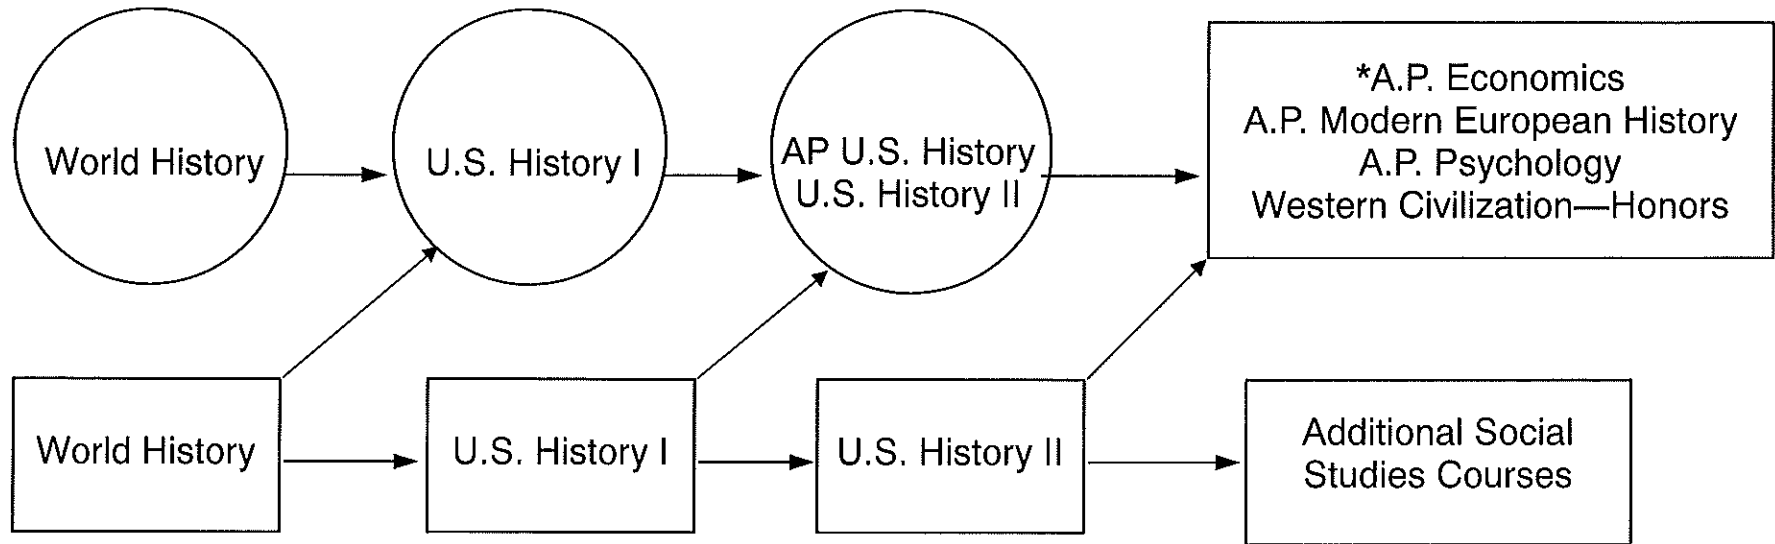 World History
U.S. History I
AP U.S. History
U.S. History II
*A.P. Economics
A.P. Modern European History
A.P. Psychology
Western Civilization—Honors
World History
U.S. History I
U.S. History II
Additional Social
Studies Courses